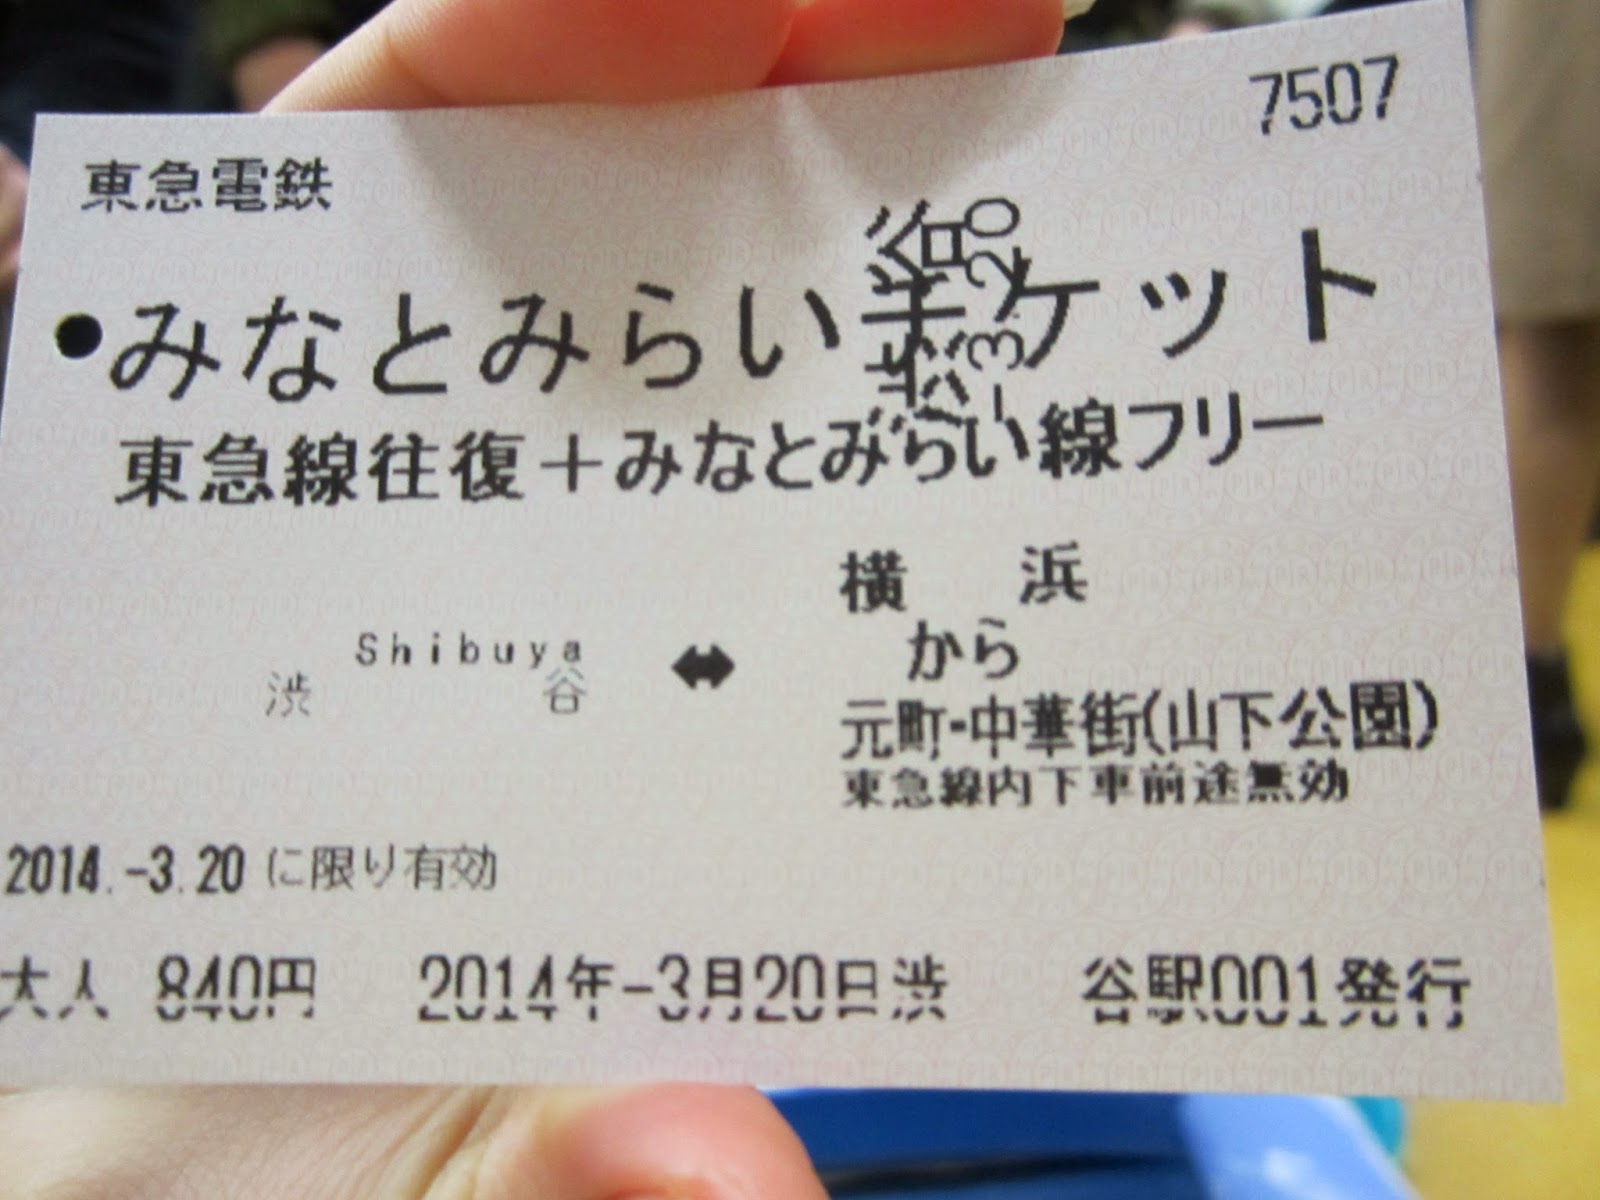 7507
東急電鉄
●みなとみらいチケット
渋谷
-3.20
東急線往復＋みなとみらい線フリー
横 浜
から
Shibuya
渋 谷 ⬌
元町・中華街(山下公園)
東急線内下車前途無効
2014.-3.20 に限り有効
大人 840円 2014年-3月20日渋 谷駅001発行